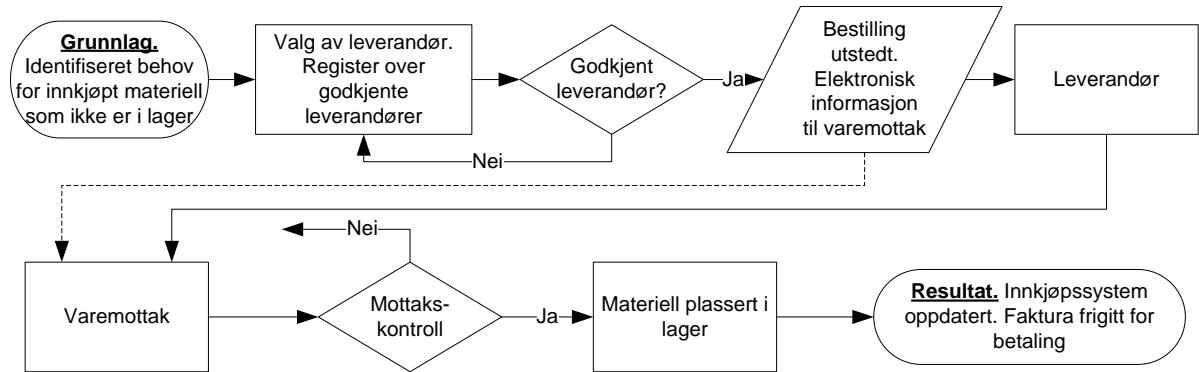 Grunnlag.
Identifiseret behov
for innkjøpt materiell
som ikke er i lager
Valg av leverandør.
Register over
godkjente
leverandører
Godkjent
leverandør?
Ja
Nei
Bestilling
utstedt.
Elektronisk
informasjon
til varemottak
Leverandør
Varemottak
Nei
Mottaks-
kontroll
Ja
Materiell plassert i
lager
Resultat. Innkjøpssystem
oppdatert. Faktura frigitt for
betaling